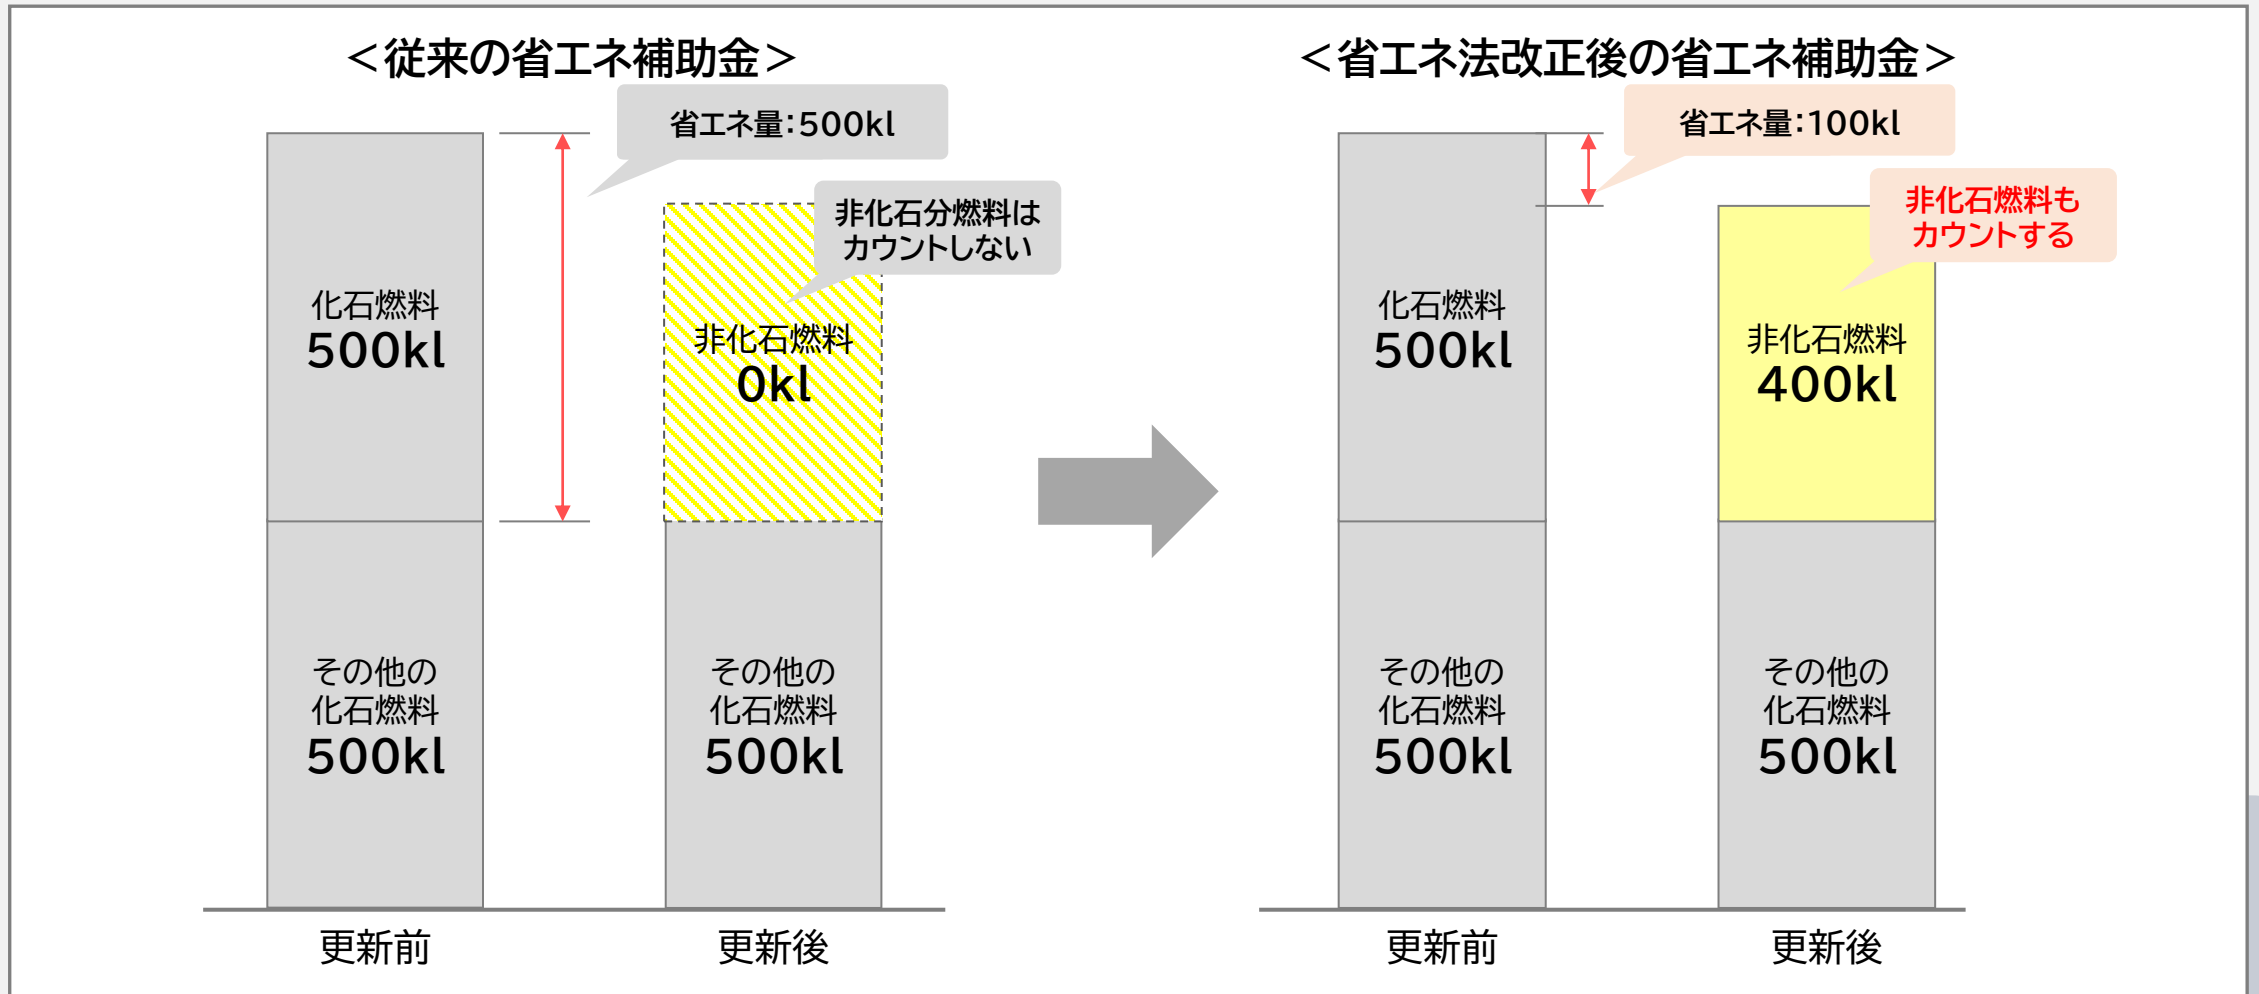 ＜従来の省エネ補助金＞
省エネ量：500kl
非化石分燃料は
カウントしない
化石燃料
500kl
非化石燃料
0kl
その他の
化石燃料
500kl
その他の
化石燃料
500kl
更新前
更新後
＜省エネ法改正後の省エネ補助金＞
省エネ量：100kl
非化石燃料も
カウントする
化石燃料
500kl
非化石燃料
400kl
その他の
化石燃料
500kl
その他の
化石燃料
500kl
更新前
更新後